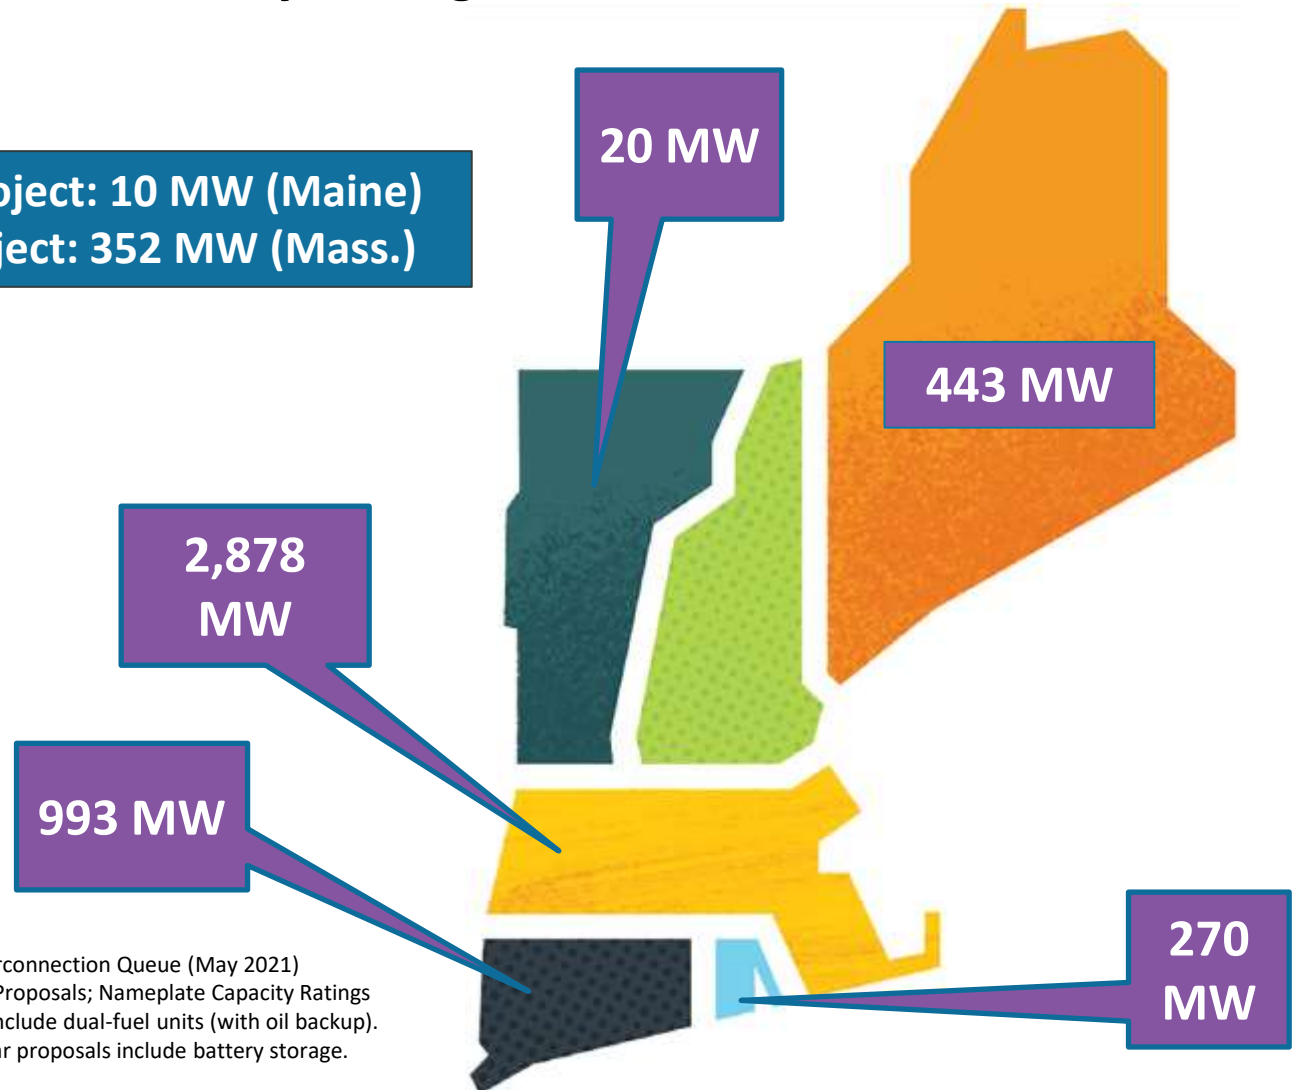 20 MW
oject: 10 MW (Maine)
ject: 352 MW (Mass.)
443 MW
2,878
MW
993 MW
270
MW
rconnection Queue (May 2021)
Proposals; Nameplate Capacity Ratings
nclude dual-fuel units (with oil backup).
ar proposals include battery storage.